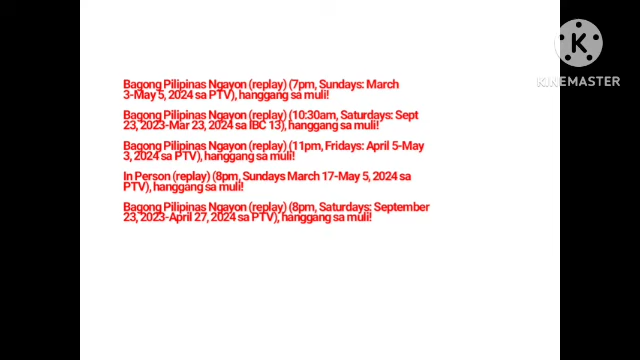 Bagong Pilipinas Ngayon (replay) (7pm, Sundays: March
3-May 5, 2024 sa PTV), hanggang sa muli!
Bagong Pilipinas Ngayon (replay) (10:30am, Saturdays: Sept
23, 2023-Mar 23, 2024 sa IBC 13), hanggang sa muli!
Bagong Pilipinas Ngayon (replay) (11pm, Fridays: April 5-May
3, 2024 sa PTV), hanggang sa muli!
In Person (replay) (8pm, Sundays March 17-May 5, 2024 sa
PTV), hanggang sa muli!
Bagong Pilipinas Ngayon (replay) (8pm, Saturdays: September
23, 2023-April 27, 2024 sa PTV), hanggang sa muli!
K
KINEMASTER